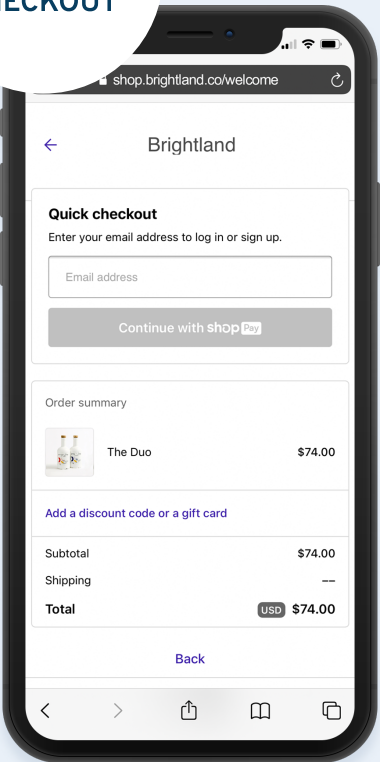 shop.brightland.co/welcome
Brightland
Quick checkout
Enter your email address to log in or sign up.
Email address
Continue with shop Pay
Order summary
The Duo $74.00
Add a discount code or a gift card
Subtotal $74.00
Shipping --
Total USD $74.00
Back